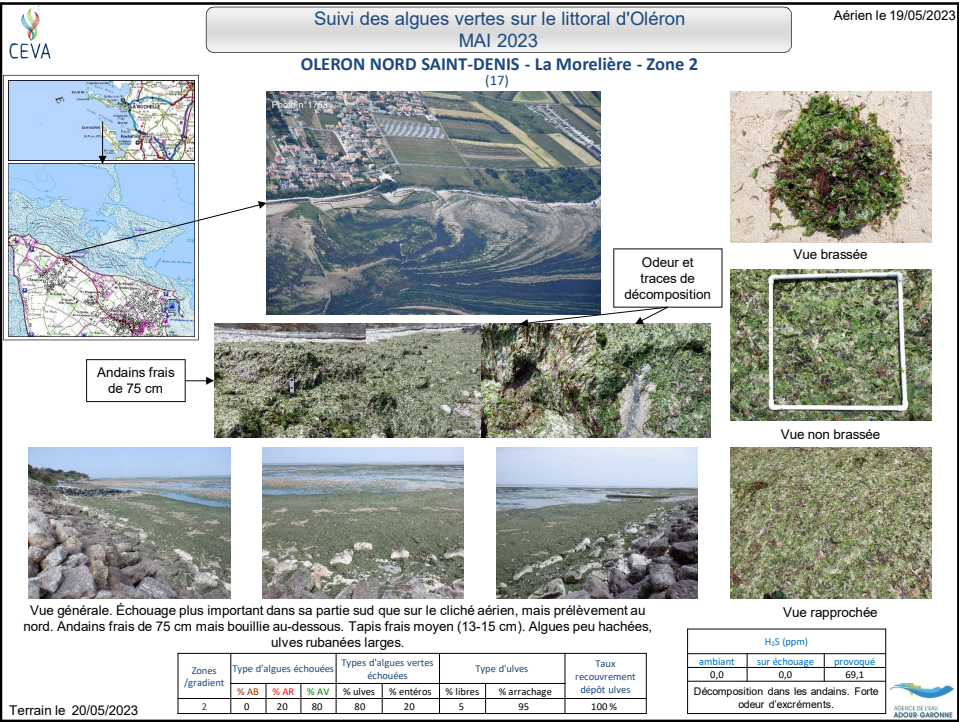 CEVA
Suivi des algues vertes sur le littoral d'Oléron
MAI 2023
Aérien le 19/05/2023
OLERON NORD SAINT-DENIS - La Morelière - Zone 2
(17)
LA ROCHELLE
Vue brassée
Odeur et
traces de
décomposition
Andains frais
de 75 cm
Vue non brassée
Vue générale. Échouage plus important dans sa partie sud que sur le cliché aérien, mais prélèvement au
nord. Andains frais de 75 cm mais bouillie au-dessous. Tapis frais moyen (13-15 cm). Algues peu hachées,
ulves rubanées larges.
Vue rapprochée
Zones
/gradient
Type d'algues échouées
Types d'algues vertes
échouées
Type d'ulves
Taux
recouvrement
dépôt ulves
% AB % AR % AV % ulves % entéros % libres % arrachage
2 0 20 80 80 20 5 95 100 %
H₂S (ppm)
ambiant sur échouage provoqué
0,0 0,0 69,1
Décomposition dans les andains. Forte
odeur d'excréments.
Terrain le 20/05/2023
AGENCE DE L'EAU
ADOUR-GARONNE